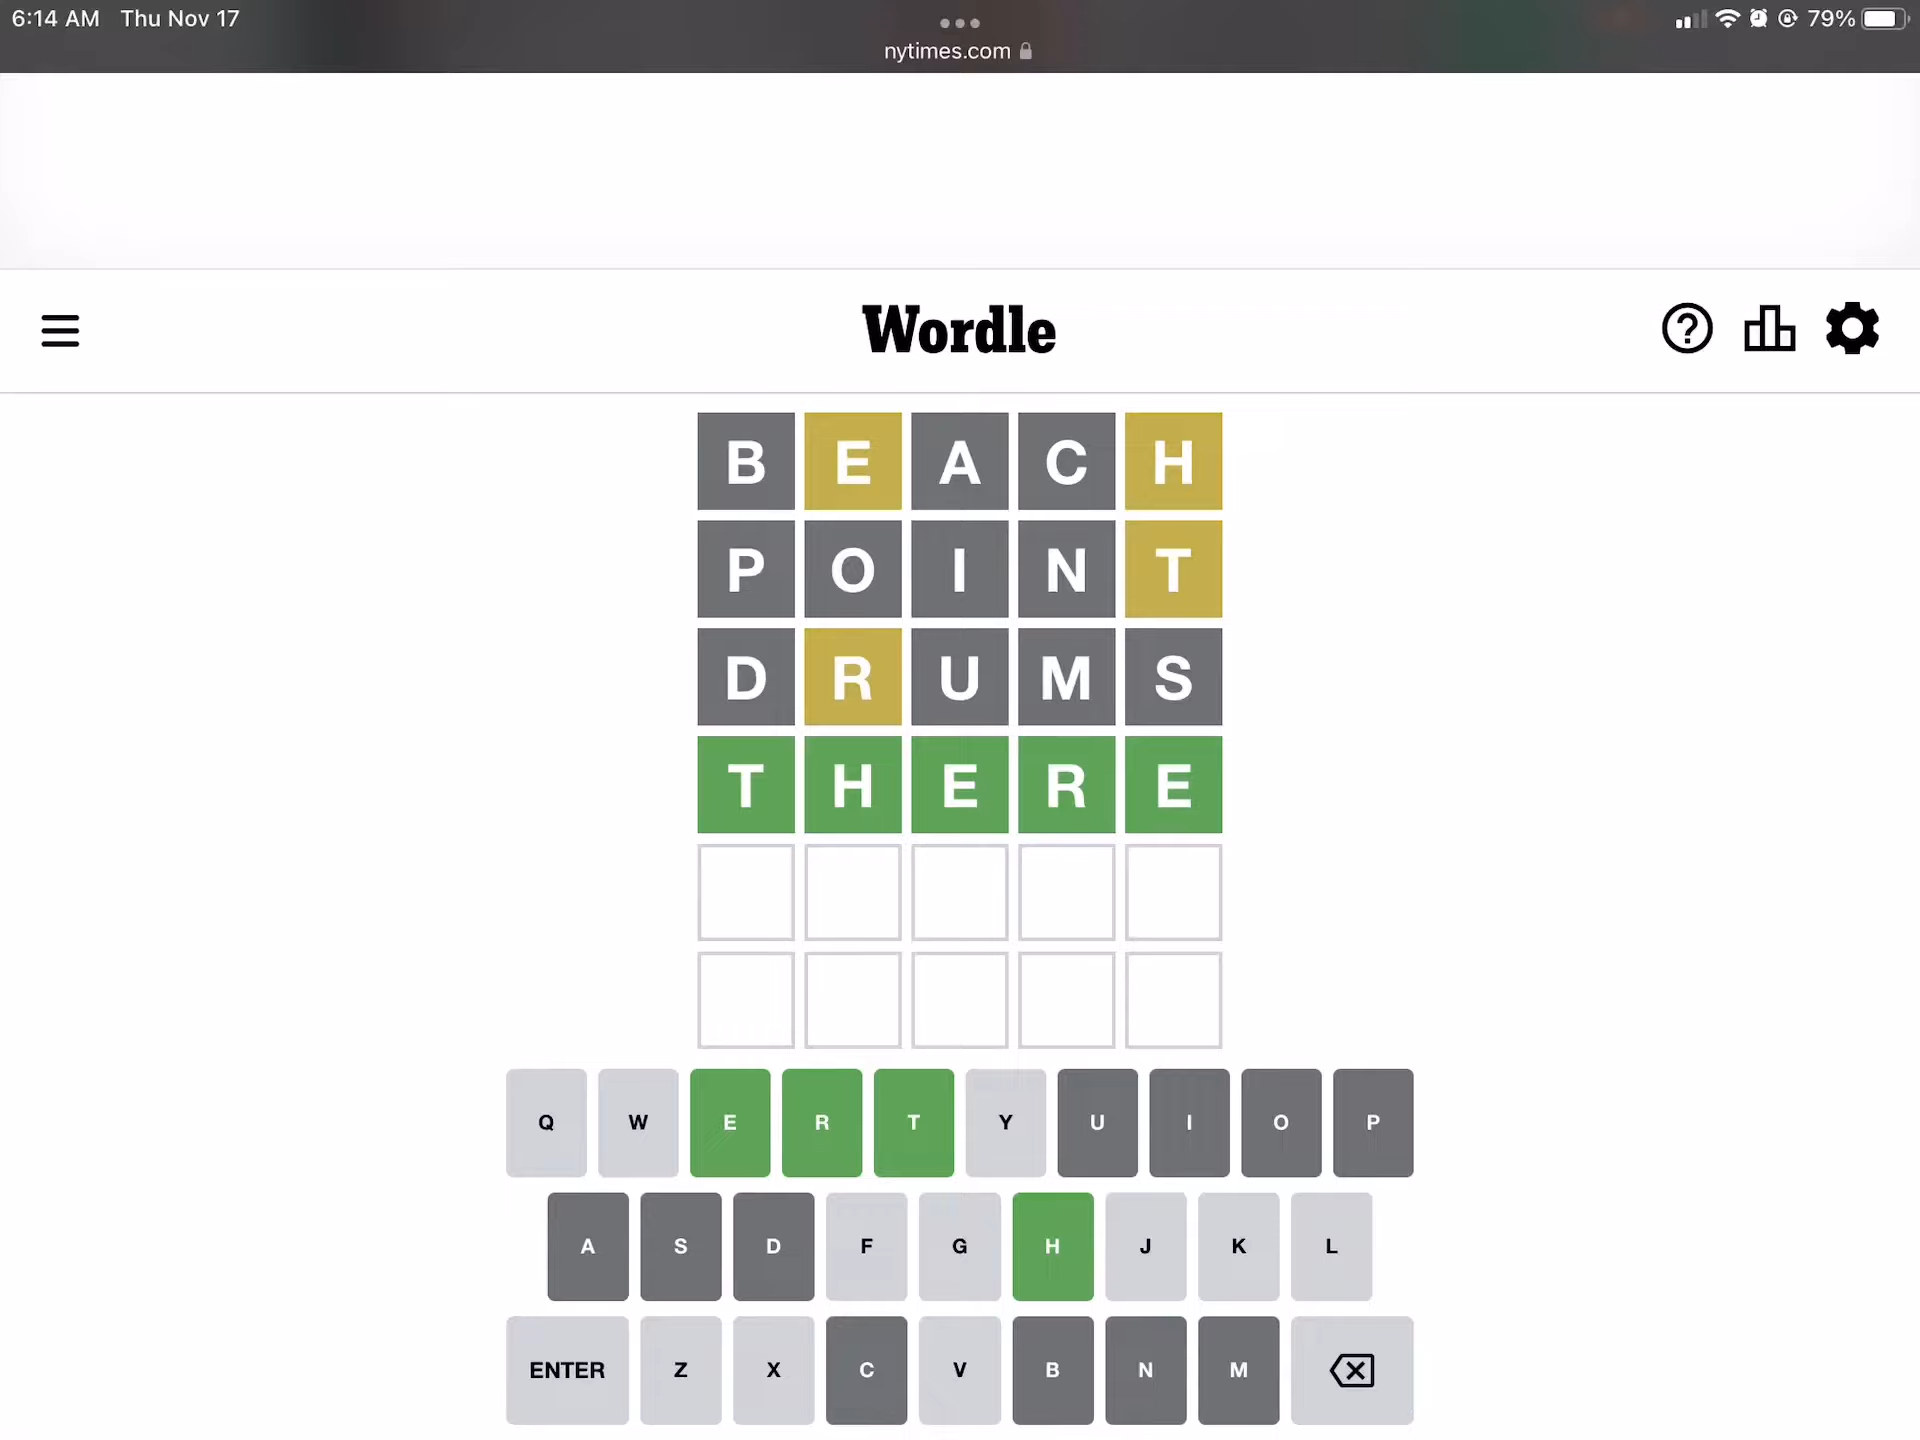 6:14 AM Thu Nov 17
79%
nytimes.com
Wordle
BEACH
POINT
DRUMS
THERE
Q W E R T Y U I O P
A S D F G H J K L
ENTER Z X C V B N M